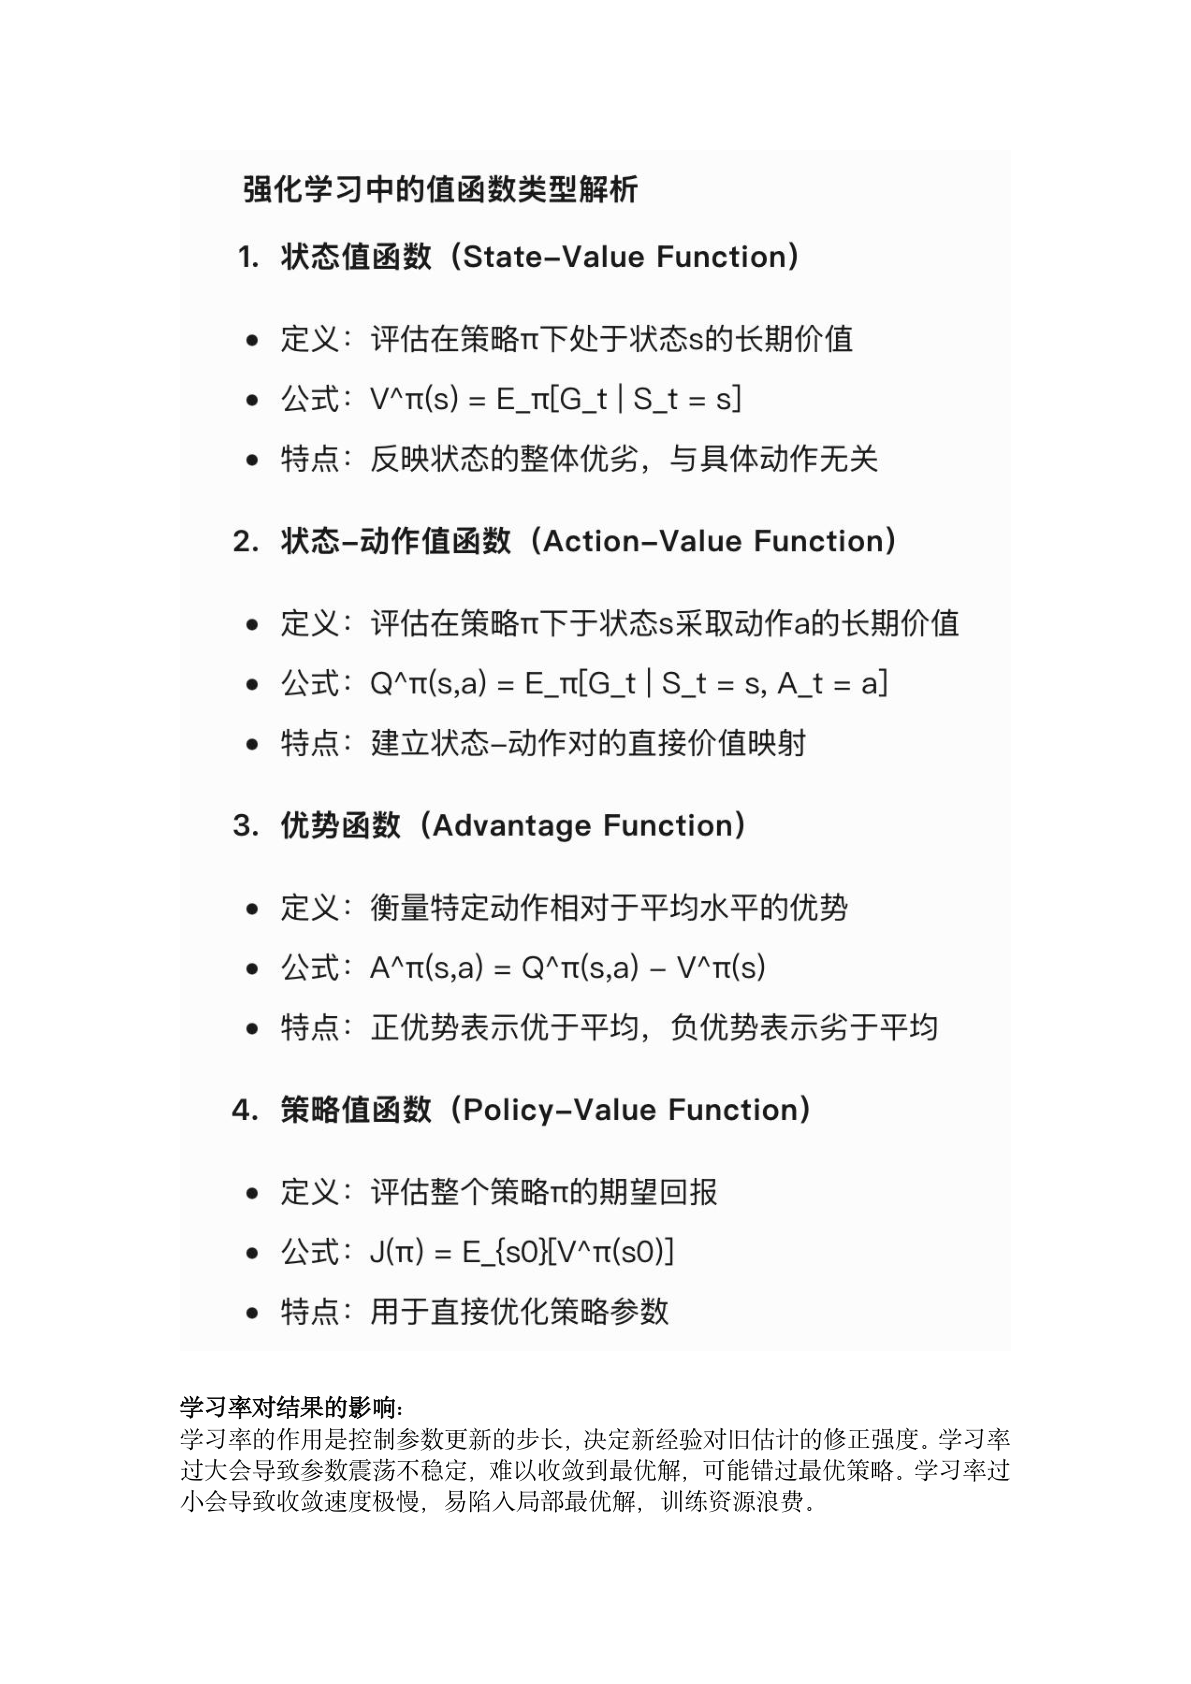 强化学习中的值函数类型解析
1. 状态值函数（State-Value Function）
• 定义：评估在策略π下处于状态s的长期价值
• 公式：V^π(s) = E_π[G_t | S_t = s]
• 特点：反映状态的整体优劣，与具体动作无关
2. 状态-动作值函数（Action-Value Function）
• 定义：评估在策略π下于状态s采取动作a的长期价值
• 公式：Q^π(s,a) = E_π[G_t | S_t = s, A_t = a]
• 特点：建立状态-动作对的直接价值映射
3. 优势函数（Advantage Function）
• 定义：衡量特定动作相对于平均水平的优势
• 公式：A^π(s,a) = Q^π(s,a) - V^π(s)
• 特点：正优势表示优于平均，负优势表示劣于平均
4. 策略值函数（Policy-Value Function）
• 定义：评估整个策略π的期望回报
• 公式：J(π) = E_{s0}[V^π(s0)]
• 特点：用于直接优化策略参数
学习率对结果的影响：
学习率的作用是控制参数更新的步长，决定新经验对旧估计的修正强度。学习率
过大会导致参数震荡不稳定，难以收敛到最优解，可能错过最优策略。学习率过
小会导致收敛速度极慢，易陷入局部最优解，训练资源浪费。